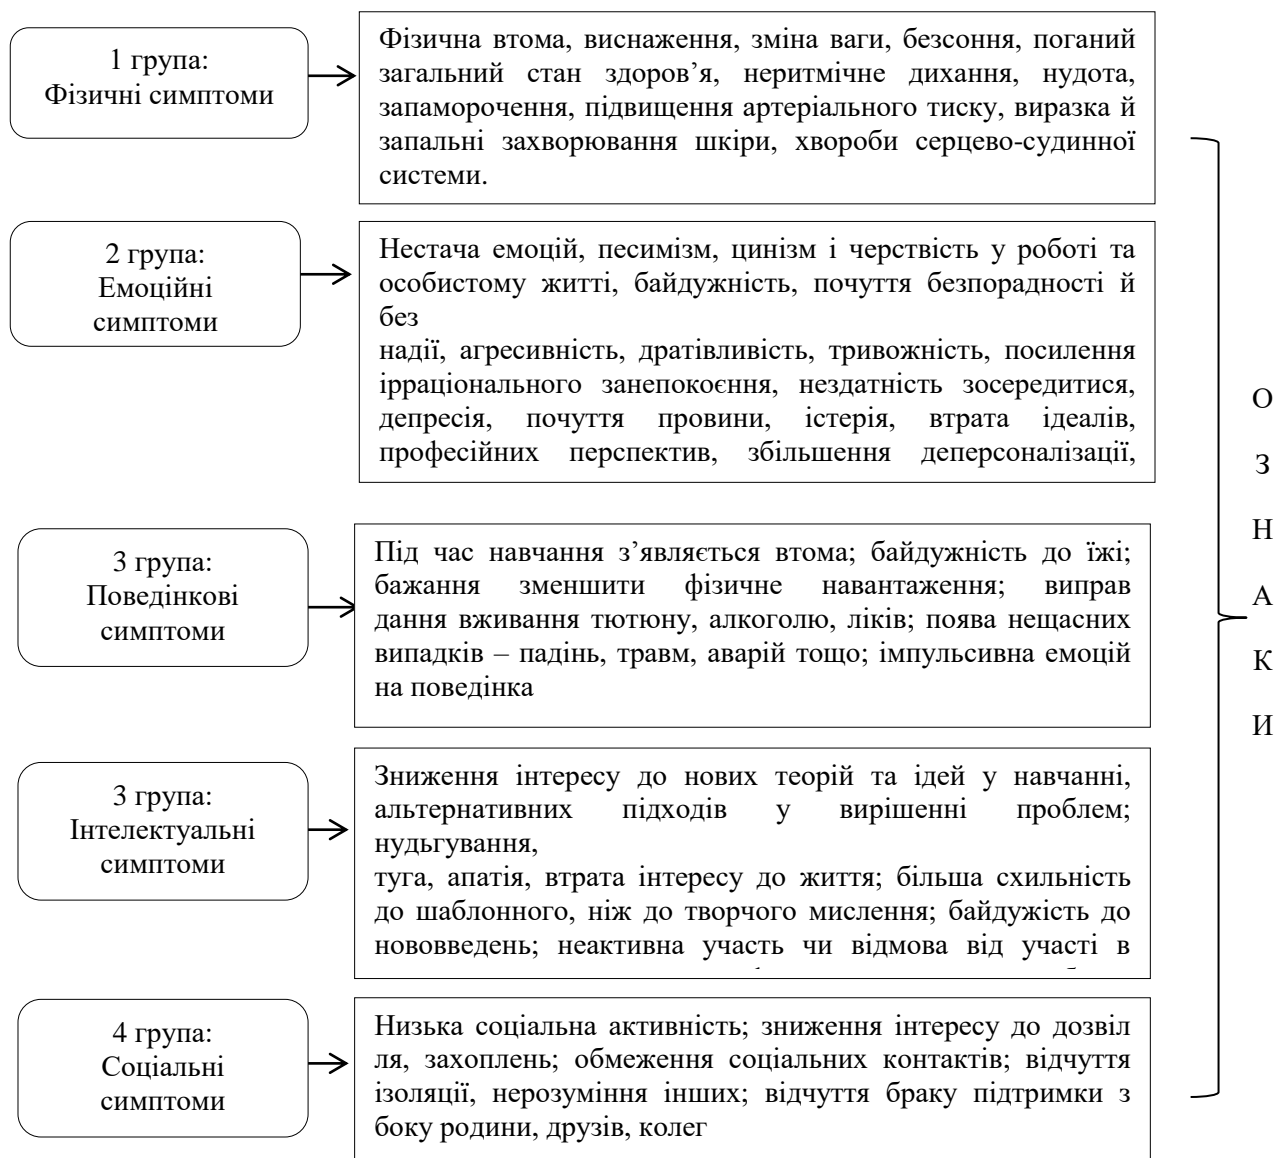 1 група:
Фізичні симптоми
Фізична втома, виснаження, зміна ваги, безсоння, поганий
загальний стан здоров’я, неритмічне дихання, нудота,
запаморочення, підвищення артеріального тиску, виразка й
запальні захворювання шкіри, хвороби серцево-судинної
системи.
2 група:
Емоційні
симптоми
Нестача емоцій, песимізм, цинізм і черствість у роботі та
особистому житті, байдужність, почуття безпорадності й
без
надії, агресивність, дратівливість, тривожність, посилення
ірраціонального занепокоєння, нездатність зосередитися,
депресія, почуття провини, істерія, втрата ідеалів,
професійних перспектив, збільшення деперсоналізації,
3 група:
Поведінкові
симптоми
Під час навчання з’являється втома; байдужність до їжі;
бажання зменшити фізичне навантаження; виправ
дання вживання тютюну, алкоголю, ліків; поява нещасних
випадків – падінь, травм, аварій тощо; імпульсивна емоцій
на поведінка
3 група:
Інтелектуальні
симптоми
Зниження інтересу до нових теорій та ідей у навчанні,
альтернативних підходів у вирішенні проблем;
нудьгування,
туга, апатія, втрата інтересу до життя; більша схильність
до шаблонного, ніж до творчого мислення; байдужість до
нововведень; неактивна участь чи відмова від участі в
4 група:
Соціальні
симптоми
Низька соціальна активність; зниження інтересу до дозвіл
ля, захоплень; обмеження соціальних контактів; відчуття
ізоляції, нерозуміння інших; відчуття браку підтримки з
боку родини, друзів, колег
О
З
Н
А
К
И